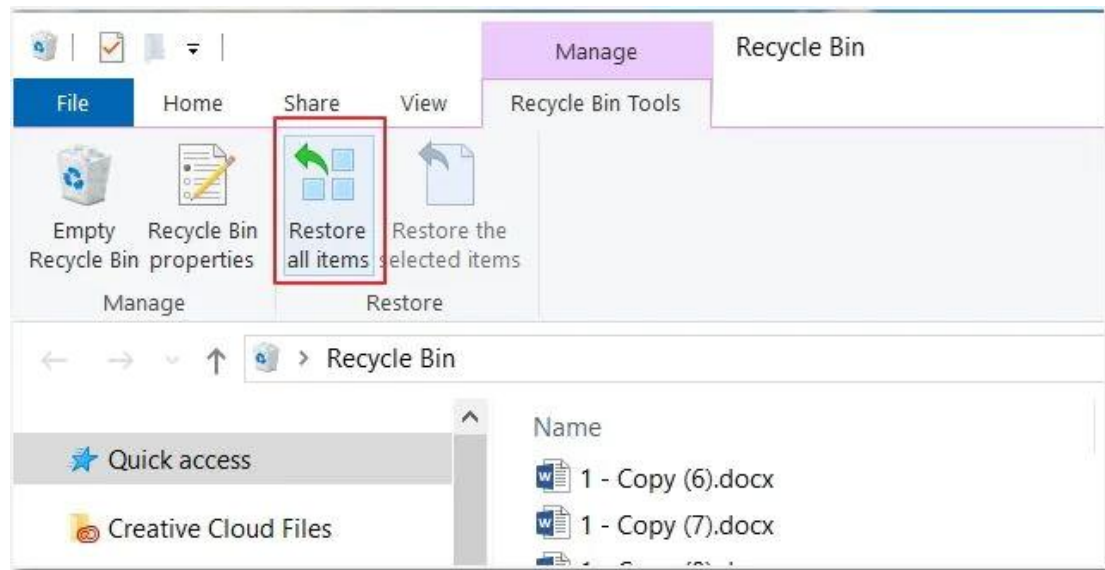 Manage
Recycle Bin
File
Home
Share
View
Recycle Bin Tools
Empty
Recycle Bin
Recycle Bin
properties
Restore
all items
Restore the
selected items
Manage
Restore
Recycle Bin
Name
Quick access
1 - Copy (6).docx
Creative Cloud Files
1 - Copy (7).docx